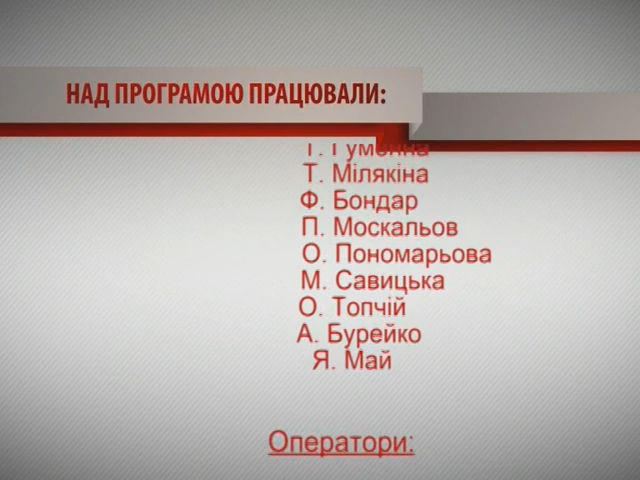 НАД ПРОГРАМОЮ ПРАЦЮВАЛИ:
Т. Мілякіна
Ф. Бондар
П. Москальов
О. Пономарьова
М. Савицька
О. Топчій
А. Бурейко
Я. Май
Оператори: